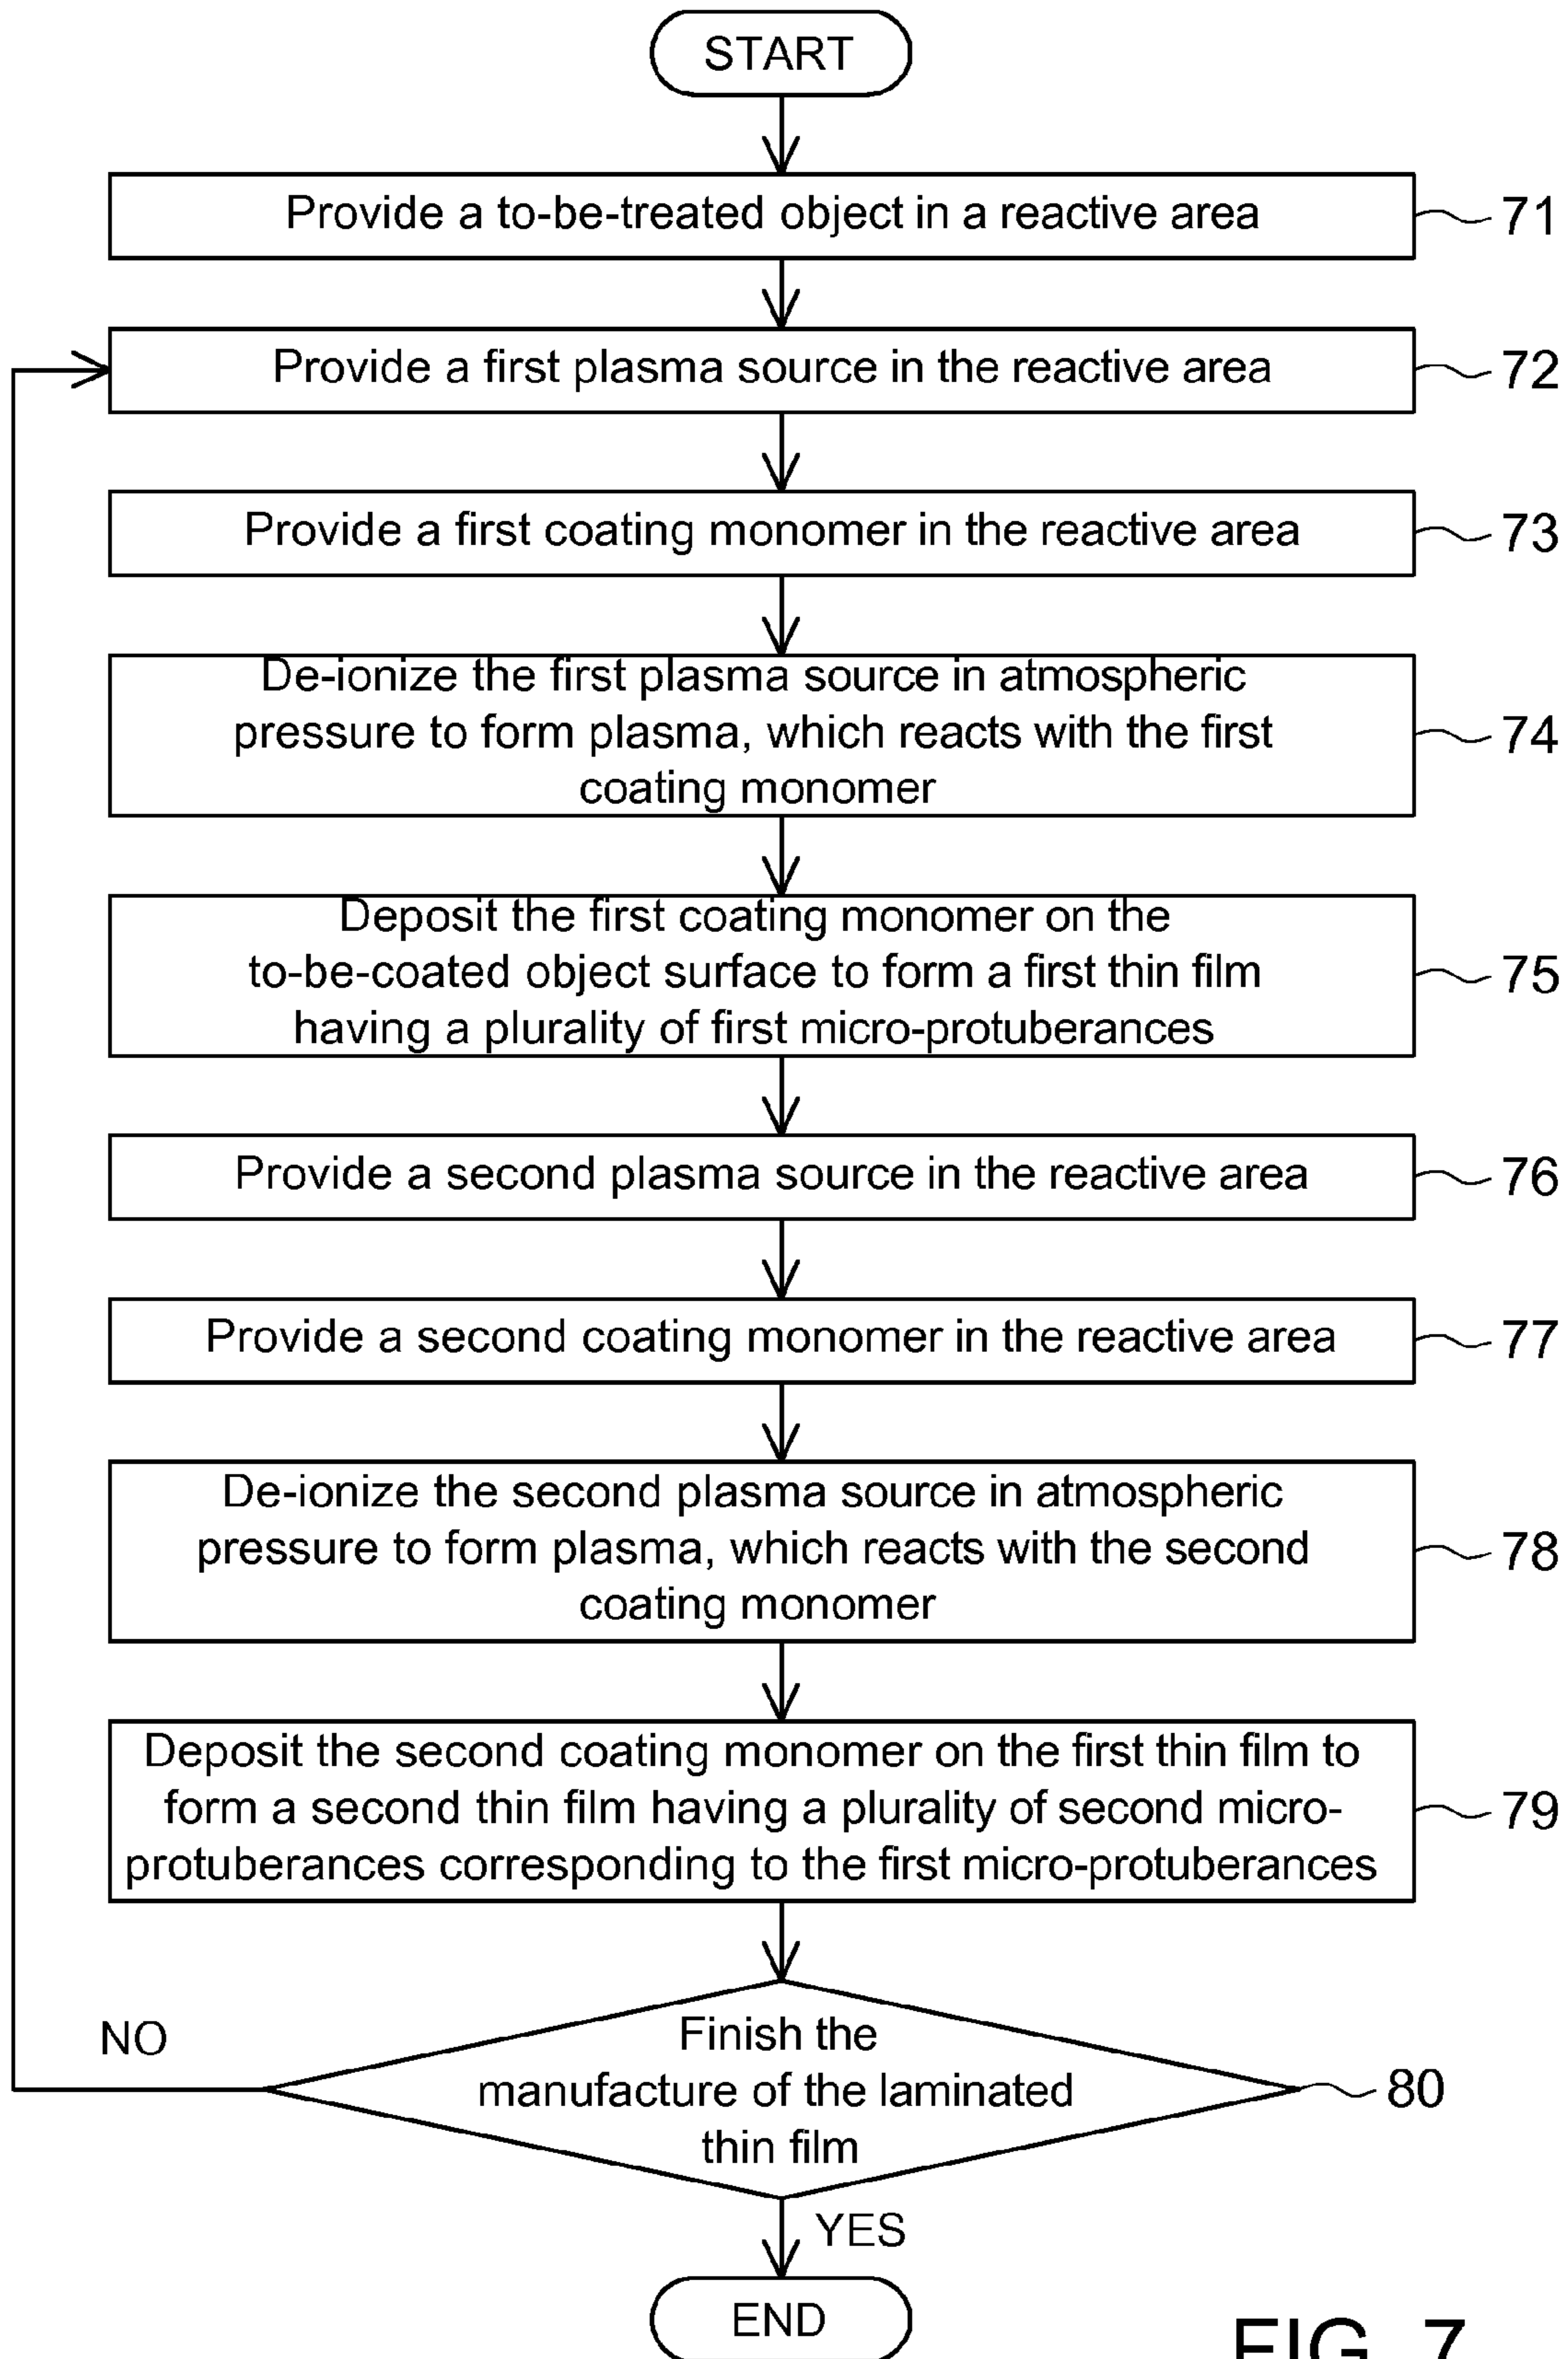 START
Provide a to-be-treated object in a reactive area
71
Provide a first plasma source in the reactive area
72
Provide a first coating monomer in the reactive area
73
De-ionize the first plasma source in atmospheric
pressure to form plasma, which reacts with the first
coating monomer
74
Deposit the first coating monomer on the
to-be-coated object surface to form a first thin film
having a plurality of first micro-protuberances
75
Provide a second plasma source in the reactive area
76
Provide a second coating monomer in the reactive area
77
De-ionize the second plasma source in atmospheric
pressure to form plasma, which reacts with the second
coating monomer
78
Deposit the second coating monomer on the first thin film to
form a second thin film having a plurality of second micro-
protuberances corresponding to the first micro-protuberances
79
NO
Finish the
manufacture of the laminated
thin film
80
YES
END
FIG. 7